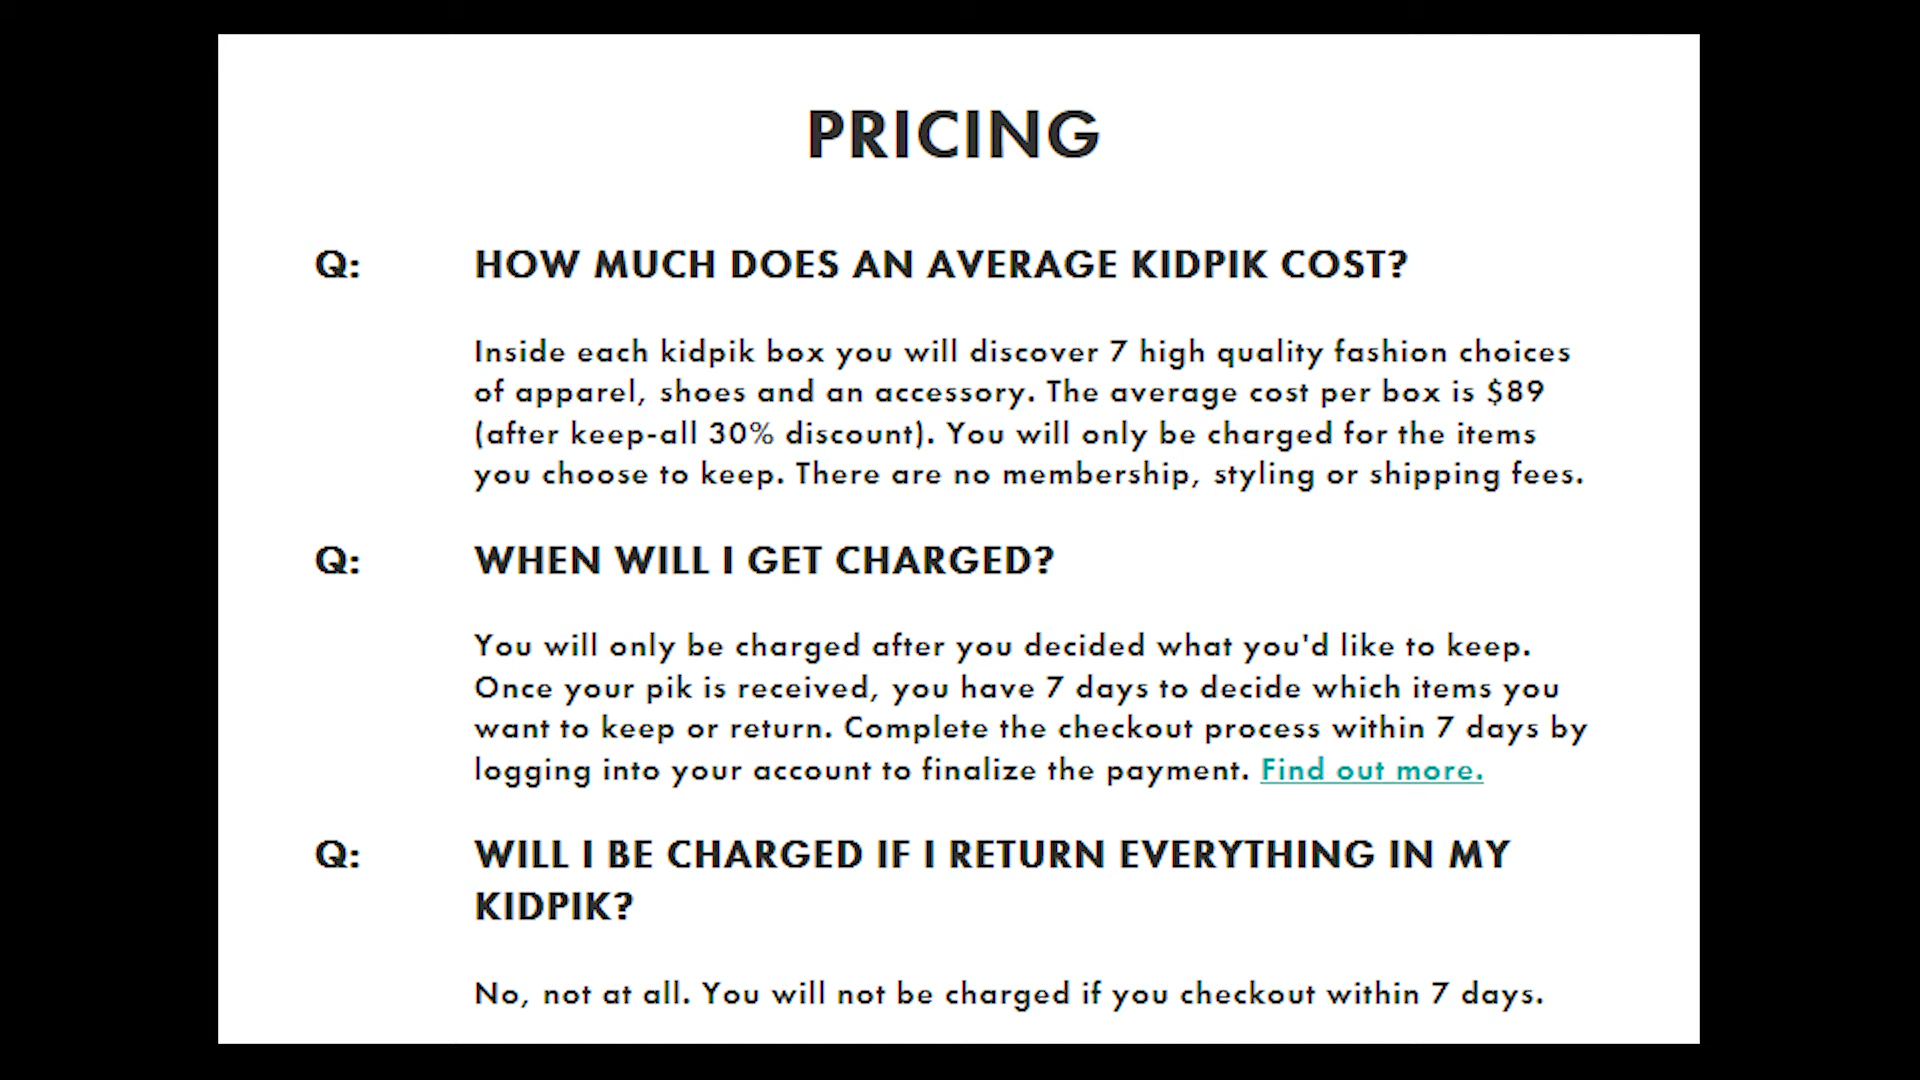 PRICING
Q: HOW MUCH DOES AN AVERAGE KIDPIK COST?
Inside each kidpik box you will discover 7 high quality fashion choices
of apparel, shoes and an accessory. The average cost per box is $89
(after keep-all 30% discount). You will only be charged for the items
you choose to keep. There are no membership, styling or shipping fees.
Q: WHEN WILL I GET CHARGED?
You will only be charged after you decided what you'd like to keep.
Once your pik is received, you have 7 days to decide which items you
want to keep or return. Complete the checkout process within 7 days by
logging into your account to finalize the payment. Find out more.
Q: WILL I BE CHARGED IF I RETURN EVERYTHING IN MY
KIDPIK?
No, not at all. You will not be charged if you checkout within 7 days.